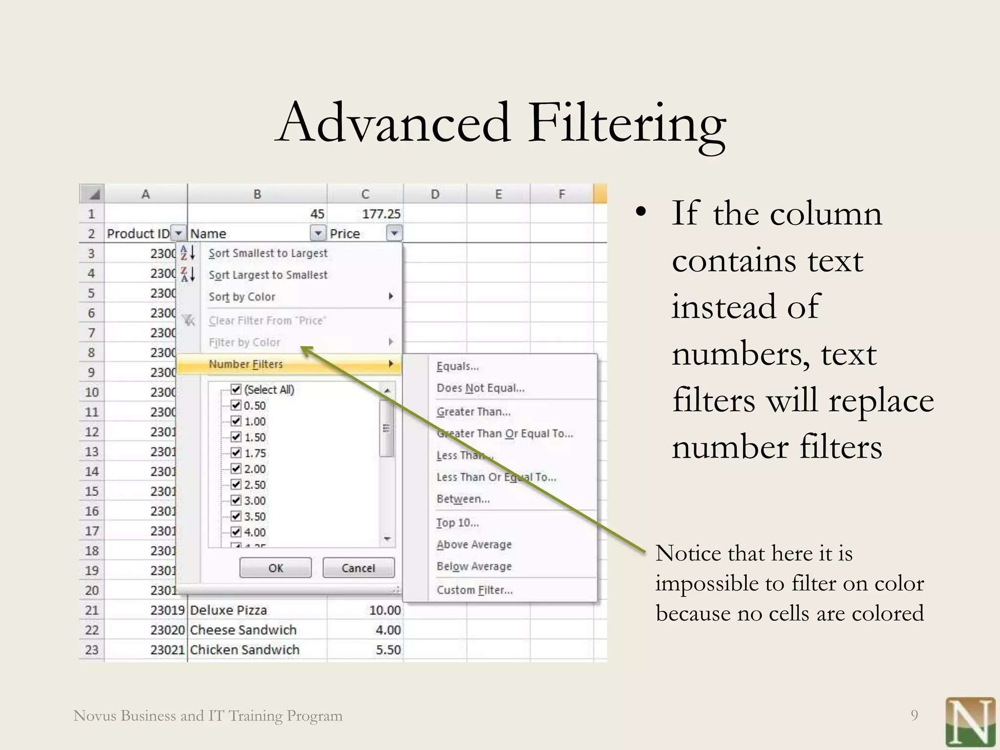 Advanced Filtering
A B C D E F
1 45 177.25
2 Product ID Name Price
3 2300
4 2300
5 2300
6 2300
7 2300
8 2300
9 2300
10 2300
11 2300
12 2301
13 2301
14 2301
15 2301
16 2301
17 2301
18 2301
19 2301
20 2301
21 23019 Deluxe Pizza 10.00
22 23020 Cheese Sandwich 4.00
23 23021 Chicken Sandwich 5.50
Sort Smallest to Largest
Sort Largest to Smallest
Sort by Color
Clear Filter From "Price"
Filter by Color
Number Filters
(Select All)
0.50
1.00
1.50
1.75
2.00
2.50
3.00
3.50
4.00
OK Cancel
Equals...
Does Not Equal...
Greater Than...
Greater Than Or Equal To...
Less Than...
Less Than Or Equal To...
Between...
Top 10...
Above Average
Below Average
Custom Filter...
• If the column
contains text
instead of
numbers, text
filters will replace
number filters
Notice that here it is
impossible to filter on color
because no cells are colored
Novus Business and IT Training Program
9
N